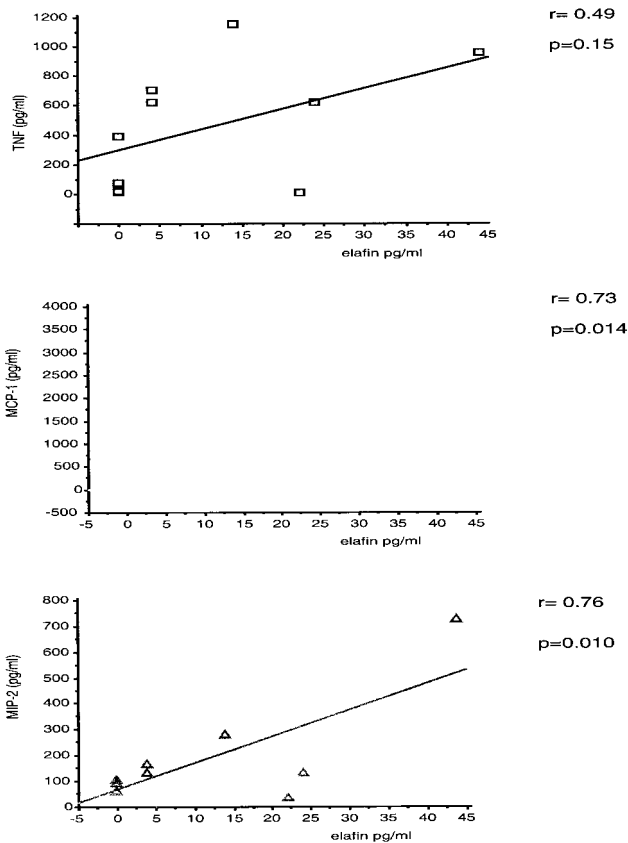 r= 0.49
p=0.15
TNF (pg/ml)
1200
1000
800
600
400
200
0
0 5 10 15 20 25 30 35 40 45
elafin pg/ml
r= 0.73
p=0.014
MCP-1 (pg/ml)
4000
3500
3000
2500
2000
1500
1000
500
0
-500
-5 0 5 10 15 20 25 30 35 40 45
elafin pg/ml
r= 0.76
p=0.010
MIP-2 (pg/ml)
800
700
600
500
400
300
200
100
0
-5 0 5 10 15 20 25 30 35 40 45
elafin pg/ml